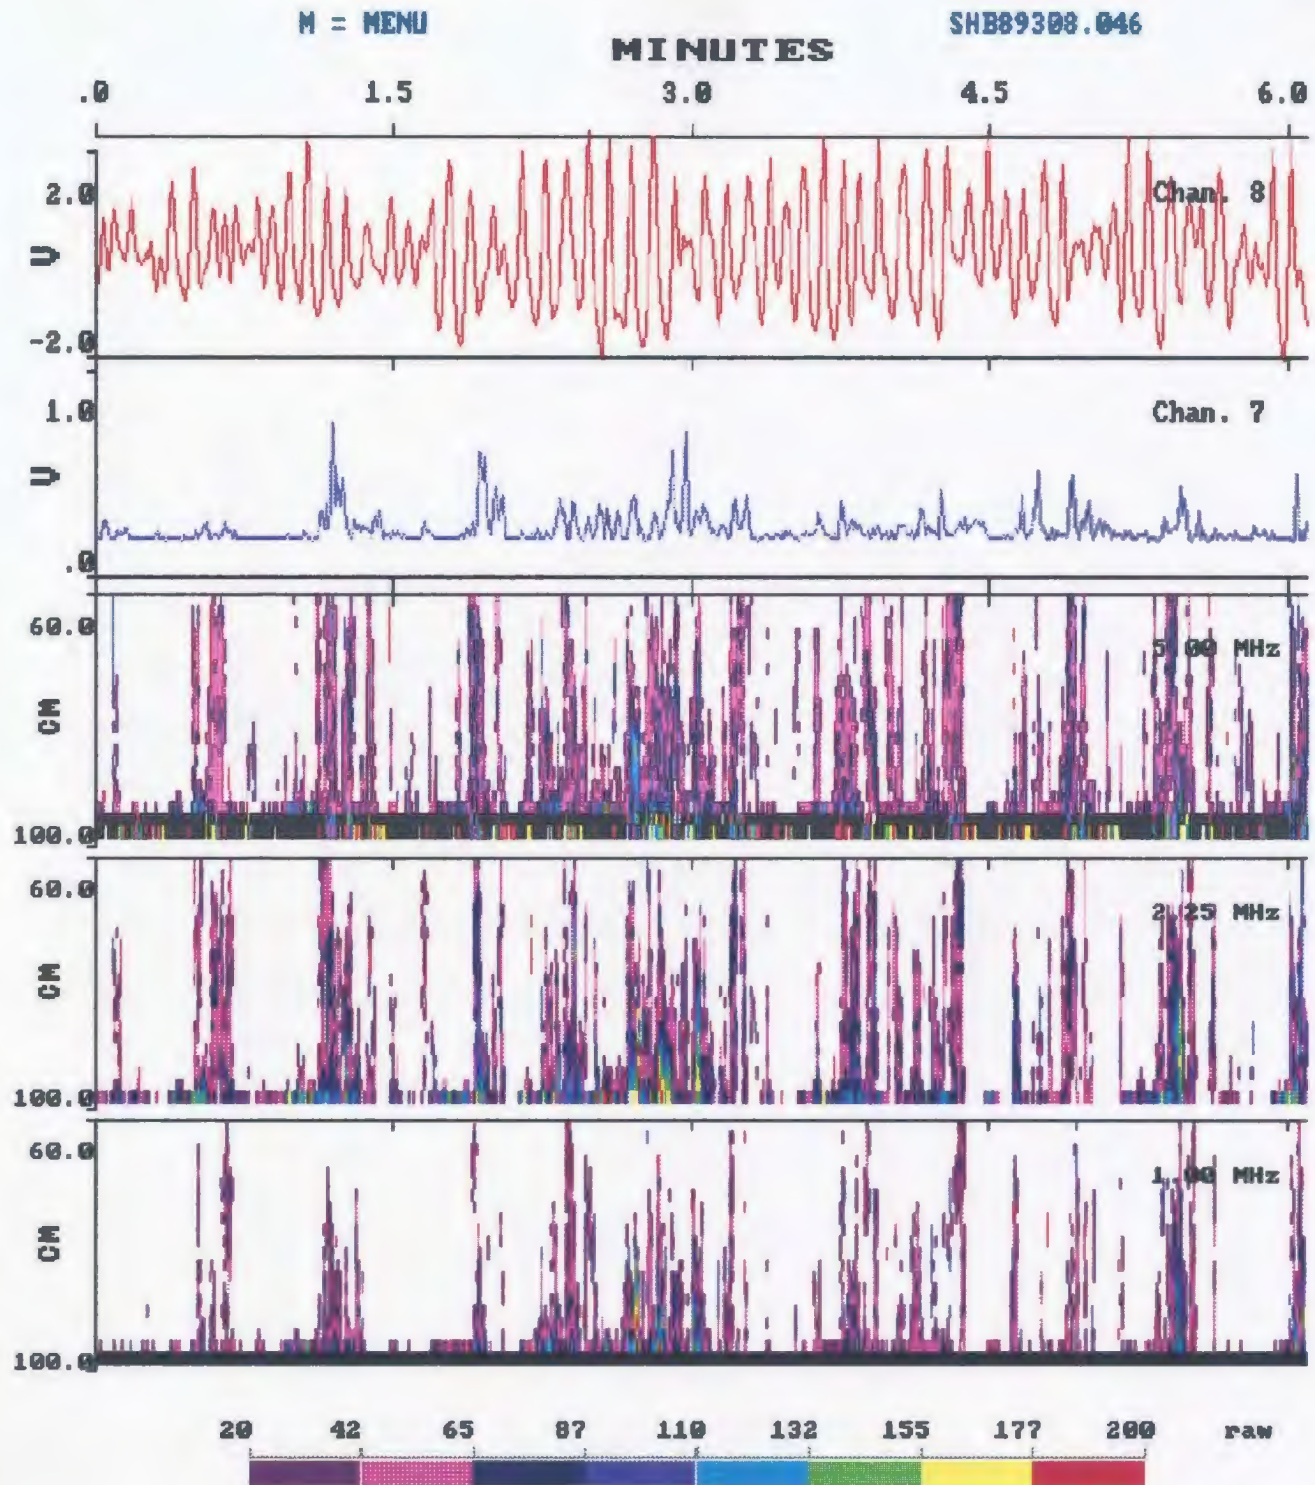 M = MENU SHB89308.046
MINUTES
.0 1.5 3.0 4.5 6.0
2.0
Chan. 8
V
-2.0
1.0
Chan. 7
V
.0
60.0
5.00 MHz
CM
100.0
60.0
2.25 MHz
CM
100.0
60.0
1.00 MHz
CM
100.0
20 42 65 87 110 132 155 177 200 raw